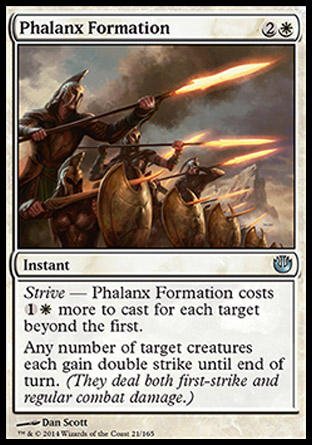 Phalanx Formation 2
Instant
Strive — Phalanx Formation costs
1 more to cast for each target
beyond the first.
Any number of target creatures
each gain double strike until end of
turn. (They deal both first-strike and
regular combat damage.)
Dan Scott
™ & © 2014 Wizards of the Coast 21/165